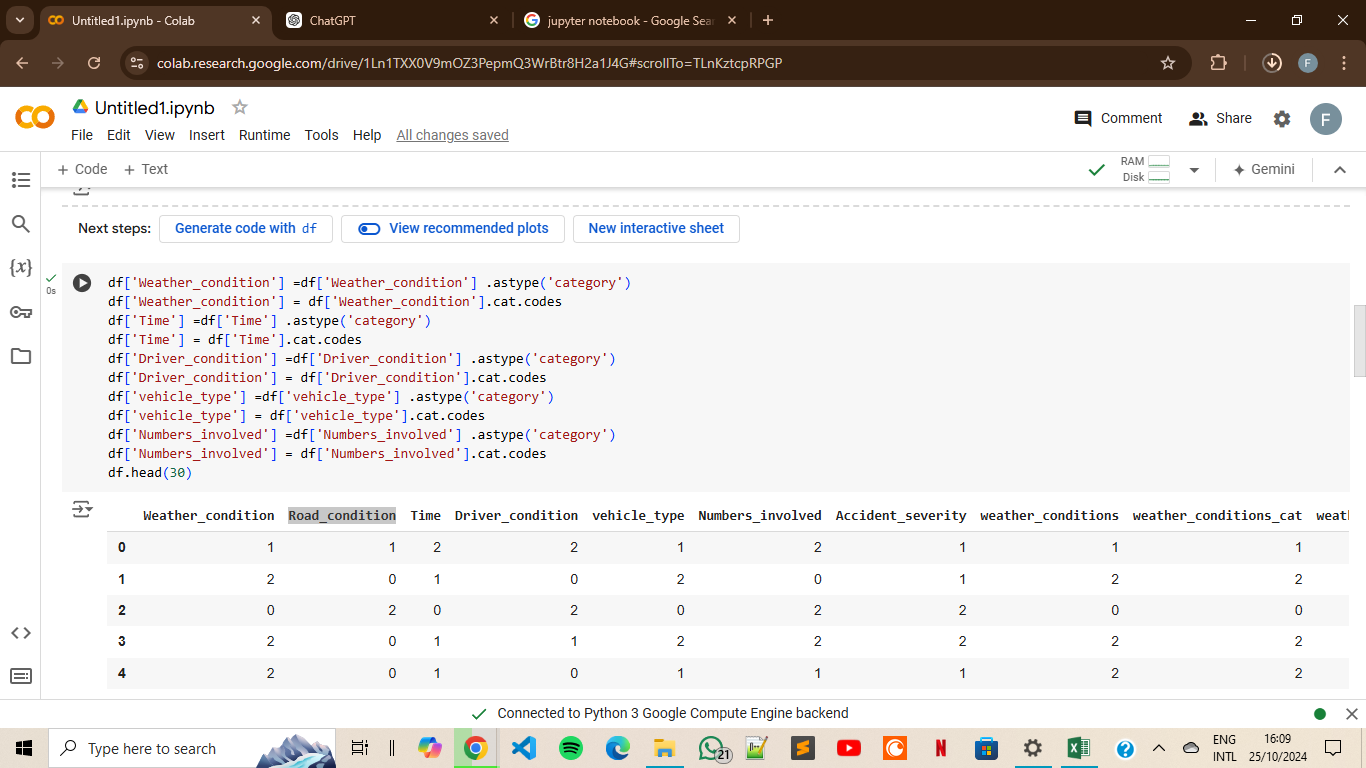 Untitled1.ipynb - Colab
ChatGPT
jupyter notebook - Google Sear
colab.research.google.com/drive/1Ln1TXX0V9mOZ3PepmQ3WrBtr8H2a1J4G#scrollTo=TLnKztcpRPGP
F
Untitled1.ipynb
Comment Share F
File Edit View Insert Runtime Tools Help All changes saved
+ Code + Text
RAM
Disk
Gemini
Next steps: Generate code with df View recommended plots New interactive sheet
{x}
0s
df['Weather_condition'] =df['Weather_condition'] .astype('category')
df['Weather_condition'] = df['Weather_condition'].cat.codes
df['Time'] =df['Time'] .astype('category')
df['Time'] = df['Time'].cat.codes
df['Driver_condition'] =df['Driver_condition'] .astype('category')
df['Driver_condition'] = df['Driver_condition'].cat.codes
df['vehicle_type'] =df['vehicle_type'] .astype('category')
df['vehicle_type'] = df['vehicle_type'].cat.codes
df['Numbers_involved'] =df['Numbers_involved'] .astype('category')
df['Numbers_involved'] = df['Numbers_involved'].cat.codes
df.head(30)
Weather_condition Road_condition Time Driver_condition vehicle_type Numbers_involved Accident_severity weather_conditions weather_conditions_cat weatl
0 1 1 2 2 1 2 1 1 1
1 2 0 1 0 2 0 1 2 2
2 0 2 0 2 0 2 2 0 0
3 2 0 1 1 2 2 2 2 2
4 2 0 1 0 1 1 1 2 2
Connected to Python 3 Google Compute Engine backend
Type here to search
21
ENG
INTL
16:09
25/10/2024